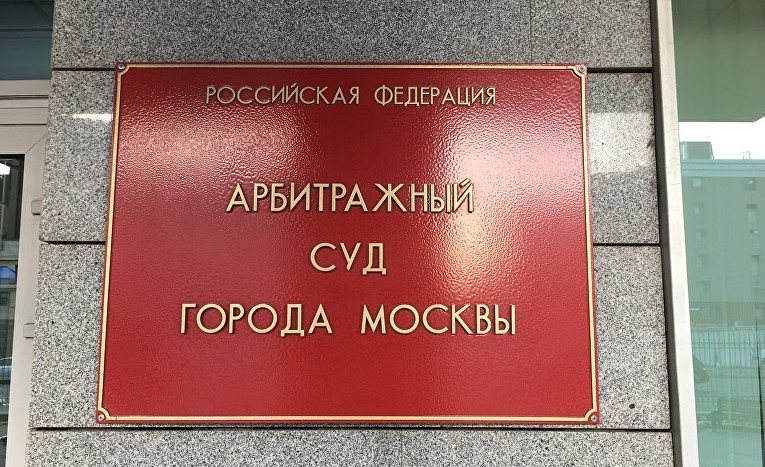 РОССИЙСКАЯ ФЕДЕРАЦИЯ
АРБИТРАЖНЫЙ
СУД
ГОРОДА МОСКВЫ